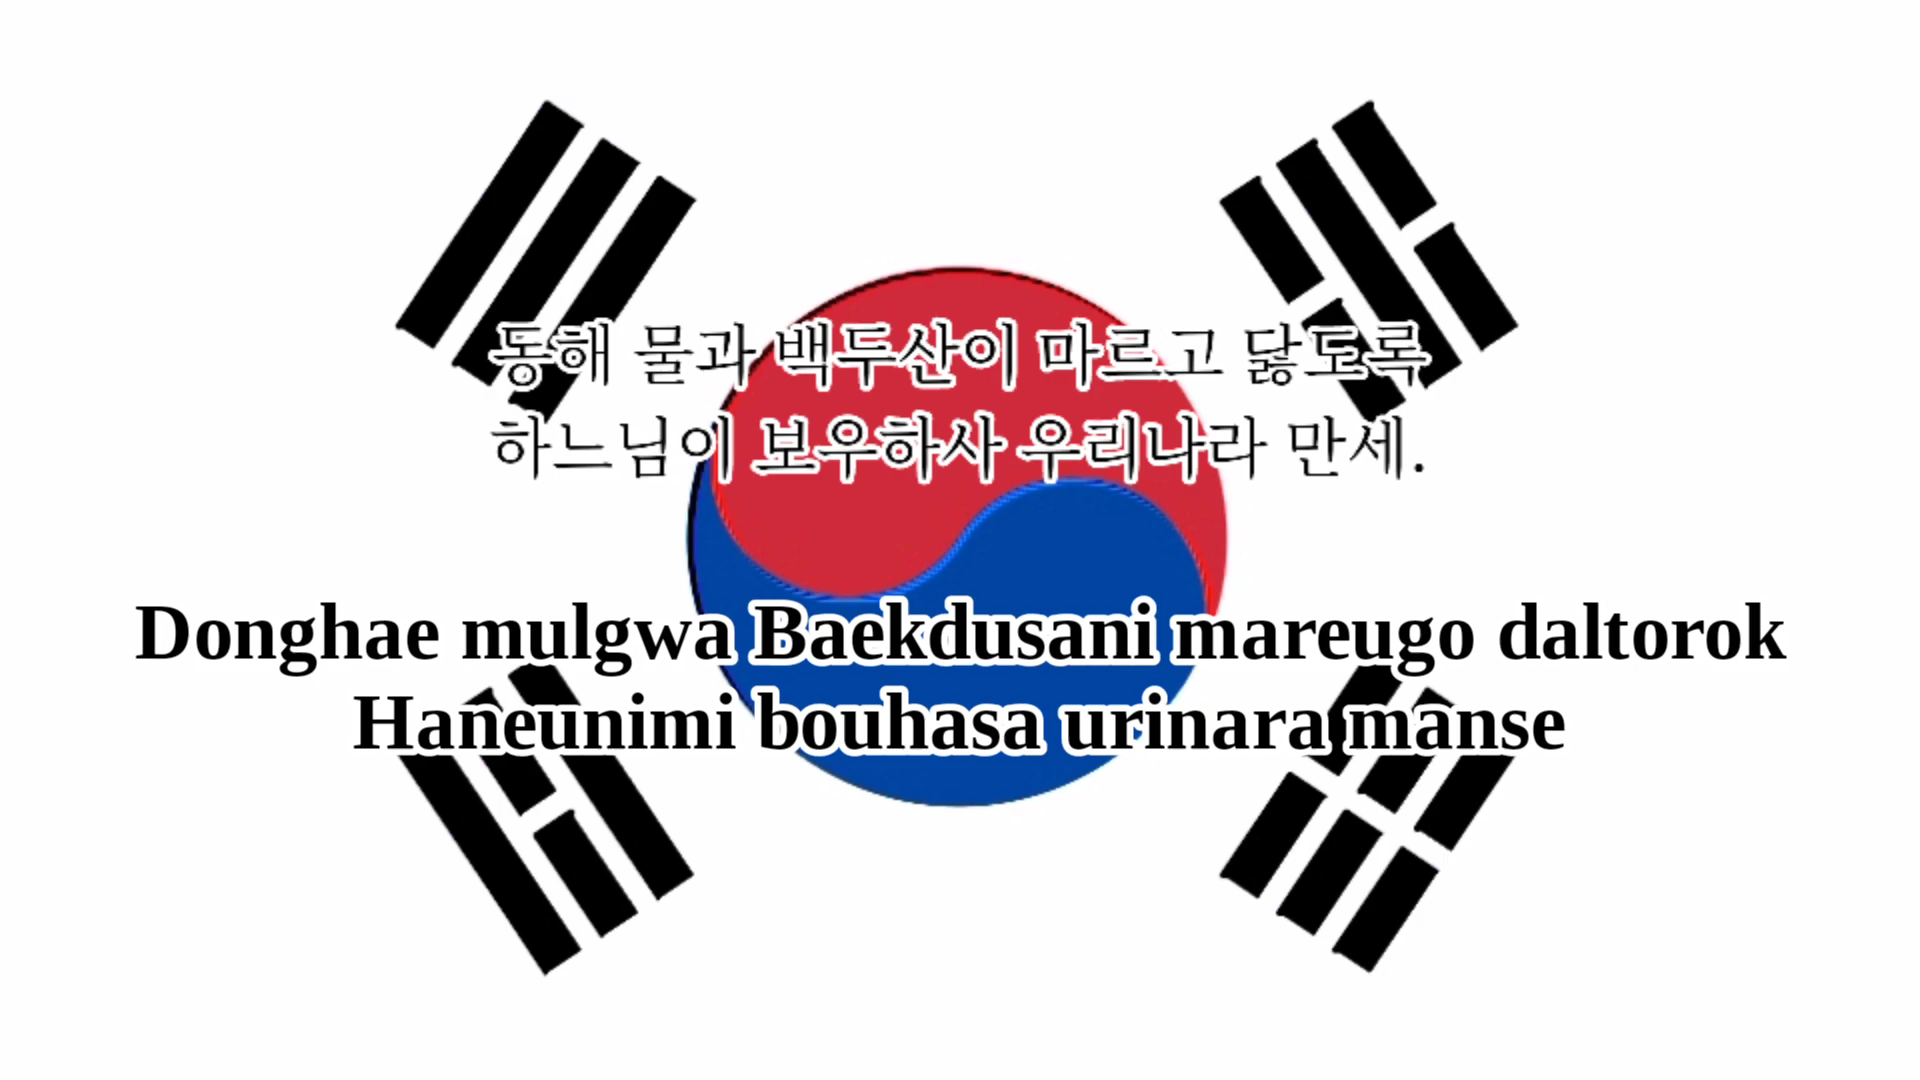 동해 물과 백두산이 마르고 닳도록
하느님이 보우하사 우리나라 만세.
Donghae mulgwa Baekdusani mareugo daltorok
Haneunimi bouhasa urinara manse